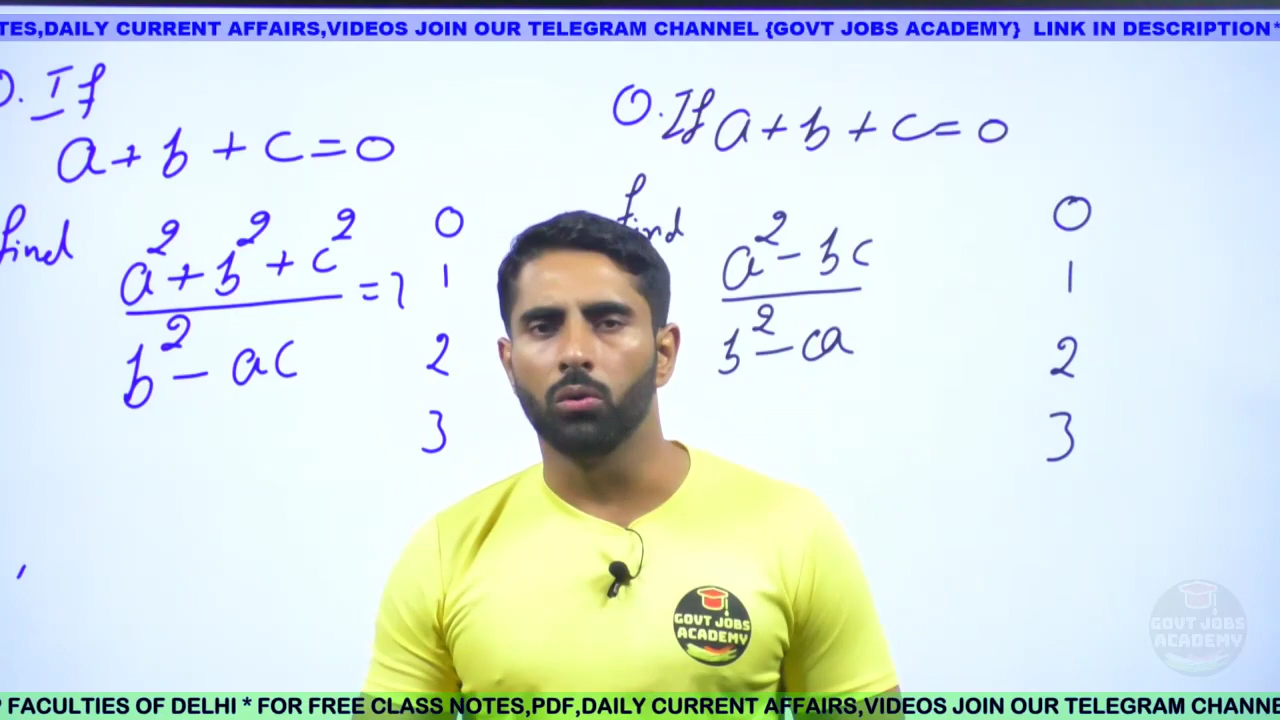 TES,DAILY CURRENT AFFAIRS,VIDEOS JOIN OUR TELEGRAM CHANNEL {GOVT JOBS ACADEMY} LINK IN DESCRIPTION*
Q. If
a + b + c = 0
find
a² + b² + c²
b² - ac
= ?
0
1
2
3
Q. If a + b + c = 0
find
a² - bc
b² - ca
0
1
2
3
GOVT JOBS
ACADEMY
GOVT JOBS
ACADEMY
FACULTIES OF DELHI * FOR FREE CLASS NOTES,PDF,DAILY CURRENT AFFAIRS,VIDEOS JOIN OUR TELEGRAM CHANNE